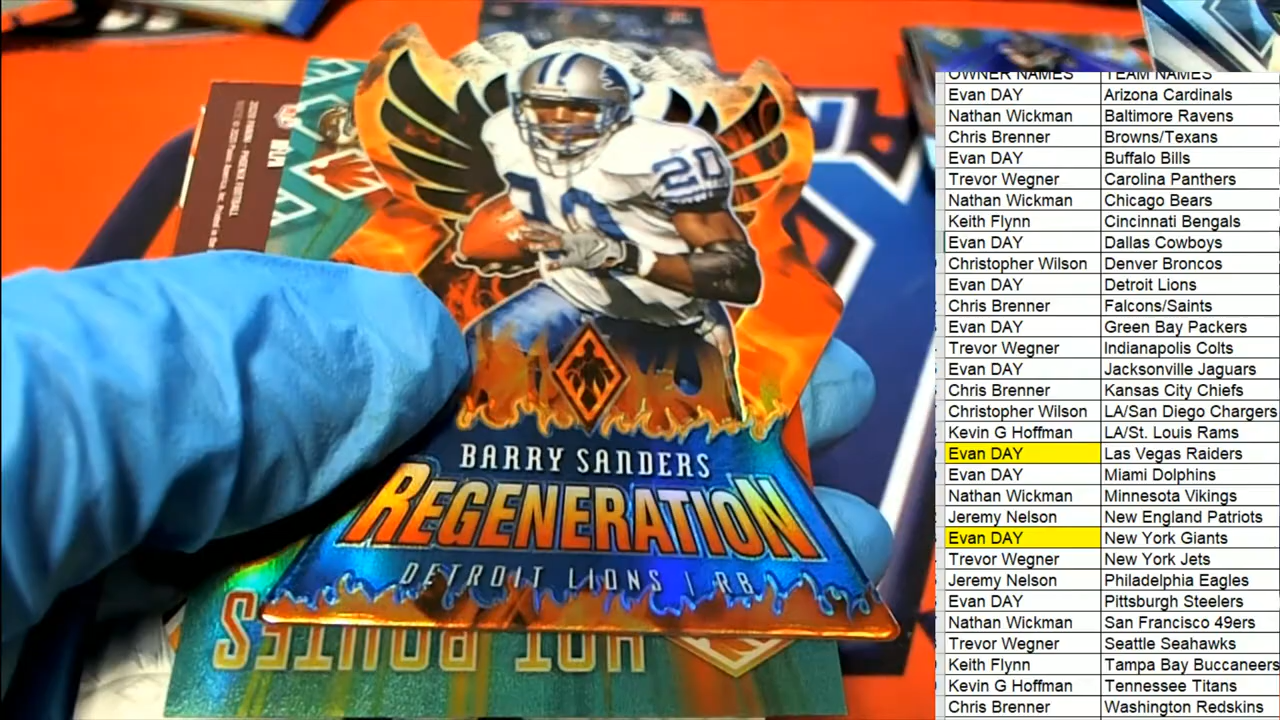 20
20
BARRY SANDERS
REGENERATION
DETROIT LIONS | RB
HOT ROUTES
OWNER NAMES TEAM NAMES
Evan DAY Arizona Cardinals
Nathan Wickman Baltimore Ravens
Chris Brenner Browns/Texans
Evan DAY Buffalo Bills
Trevor Wegner Carolina Panthers
Nathan Wickman Chicago Bears
Keith Flynn Cincinnati Bengals
Evan DAY Dallas Cowboys
Christopher Wilson Denver Broncos
Evan DAY Detroit Lions
Chris Brenner Falcons/Saints
Evan DAY Green Bay Packers
Trevor Wegner Indianapolis Colts
Evan DAY Jacksonville Jaguars
Chris Brenner Kansas City Chiefs
Christopher Wilson LA/San Diego Chargers
Kevin G Hoffman LA/St. Louis Rams
Evan DAY Las Vegas Raiders
Evan DAY Miami Dolphins
Nathan Wickman Minnesota Vikings
Jeremy Nelson New England Patriots
Evan DAY New York Giants
Trevor Wegner New York Jets
Jeremy Nelson Philadelphia Eagles
Evan DAY Pittsburgh Steelers
Nathan Wickman San Francisco 49ers
Trevor Wegner Seattle Seahawks
Keith Flynn Tampa Bay Buccaneers
Kevin G Hoffman Tennessee Titans
Chris Brenner Washington Redskins